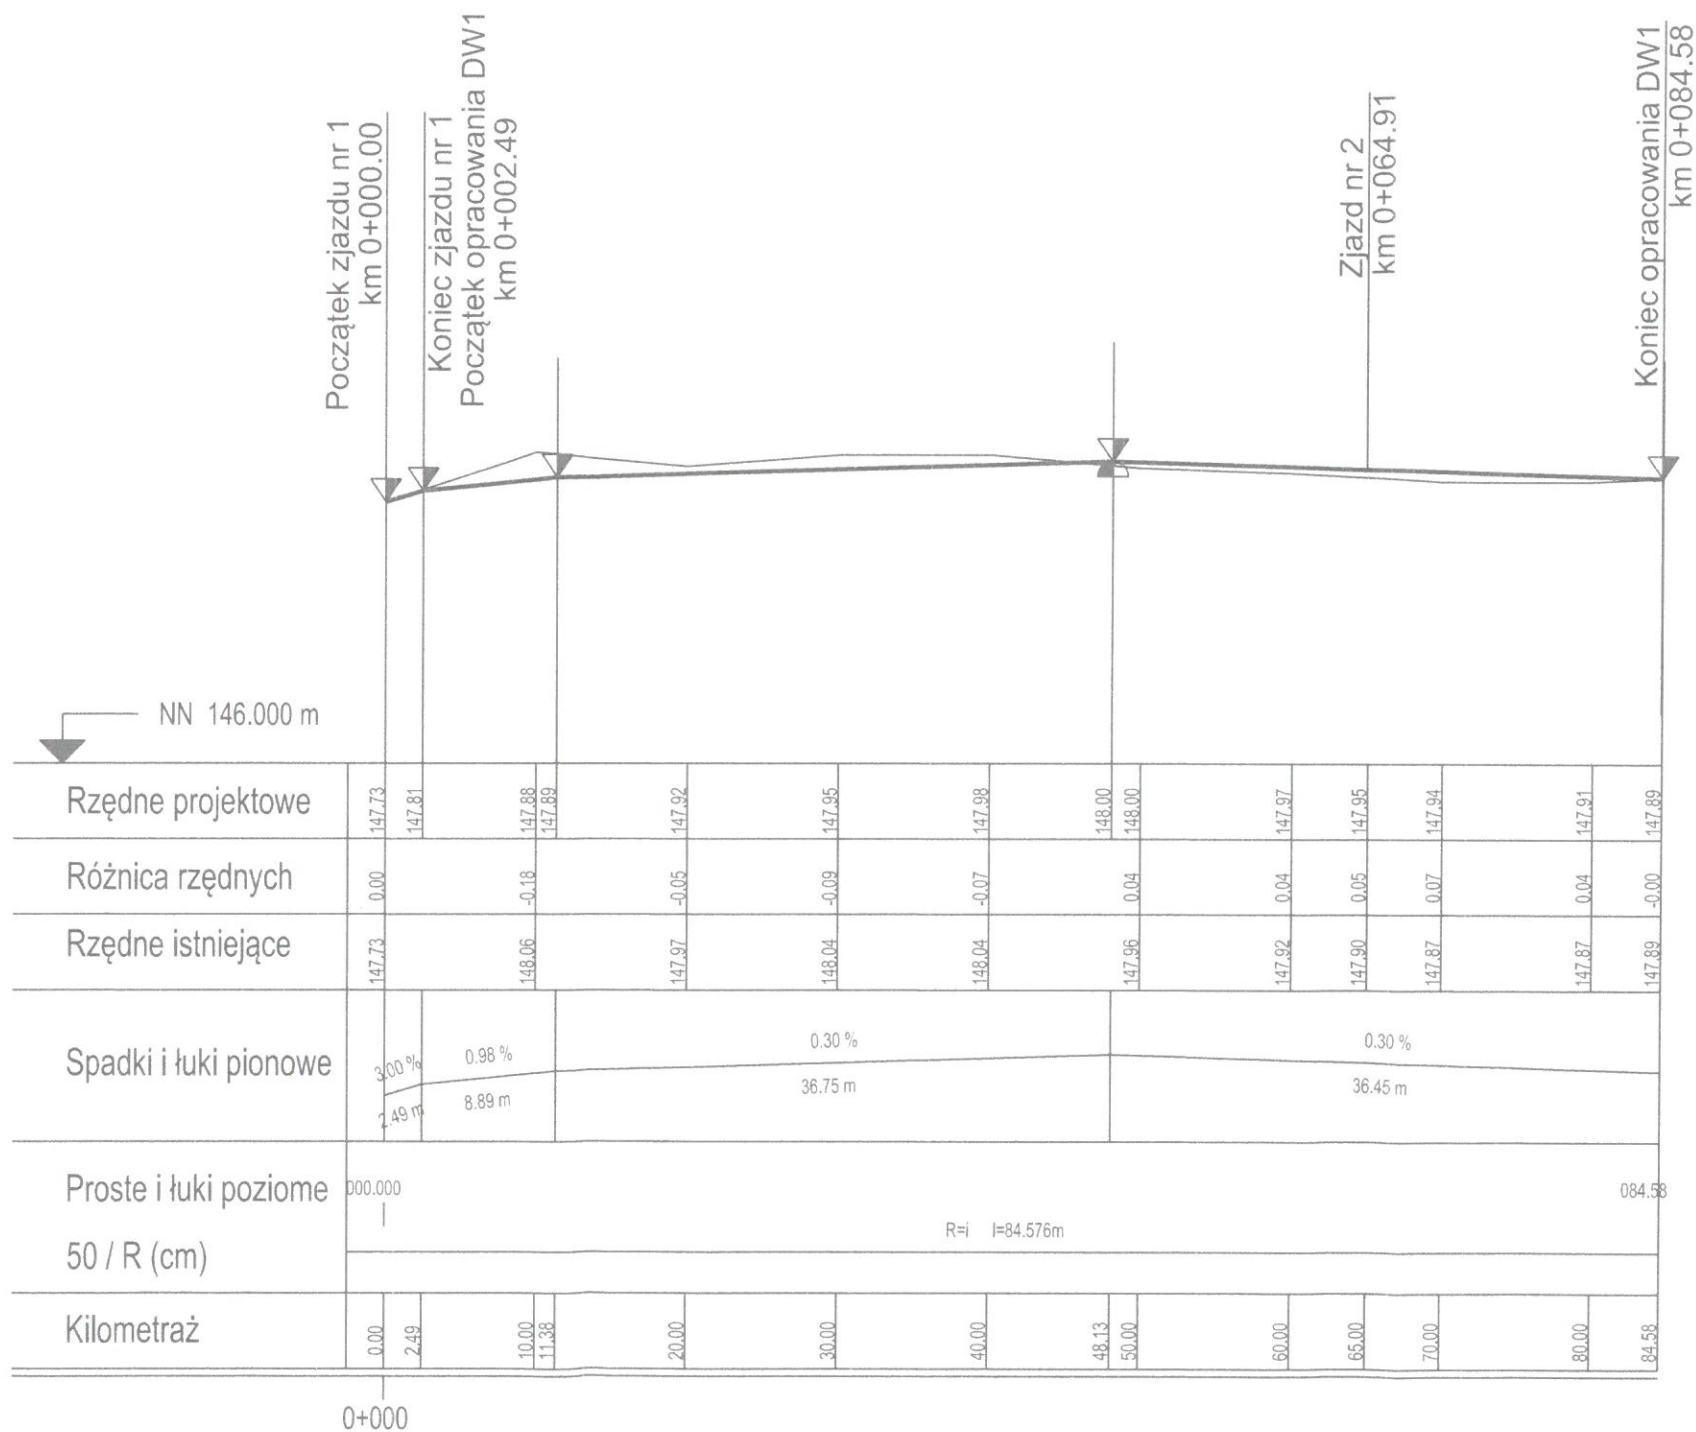 Początek zjazdu nr 1
km 0+000.00
Koniec zjazdu nr 1
Początek opracowania DW1
km 0+002.49
Zjazd nr 2
km 0+064.91
Koniec opracowania DW1
km 0+084.58
NN 146.000 m
Rzędne projektowe 147.73 147.81 147.88 147.89 147.92 147.95 147.98 148.00 148.00 147.97 147.95 147.94 147.91 147.89
Różnica rzędnych 0.00 -0.18 -0.05 -0.09 -0.07 0.04 0.04 0.05 0.07 0.04 -0.00
Rzędne istniejące 147.73 148.06 147.97 148.04 148.04 147.96 147.92 147.90 147.87 147.87 147.89
Spadki i łuki pionowe
3.00 % 0.98 % 0.30 % 0.30 %
2.49 m 8.89 m 36.75 m 36.45 m
Proste i łuki poziome 000.000 084.58
R=i l=84.576m
50 / R (cm)
Kilometraż 0.00 2.49 10.00 11.38 20.00 30.00 40.00 48.13 50.00 60.00 65.00 70.00 80.00 84.58
0+000